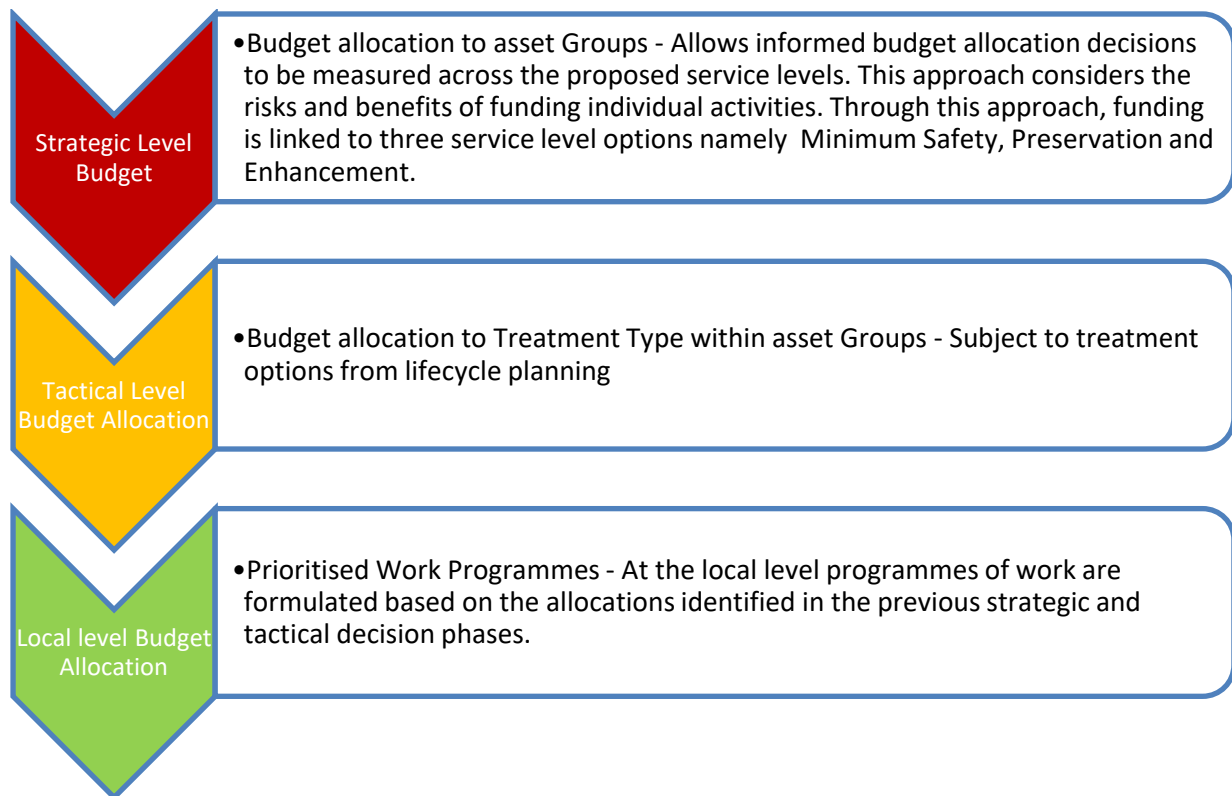 Strategic Level
Budget
•Budget allocation to asset Groups - Allows informed budget allocation decisions
to be measured across the proposed service levels. This approach considers the
risks and benefits of funding individual activities. Through this approach, funding
is linked to three service level options namely  Minimum Safety, Preservation and
Enhancement.
Tactical Level
Budget Allocation
•Budget allocation to Treatment Type within asset Groups - Subject to treatment
options from lifecycle planning
Local level Budget
Allocation
•Prioritised Work Programmes - At the local level programmes of work are
formulated based on the allocations identified in the previous strategic and
tactical decision phases.